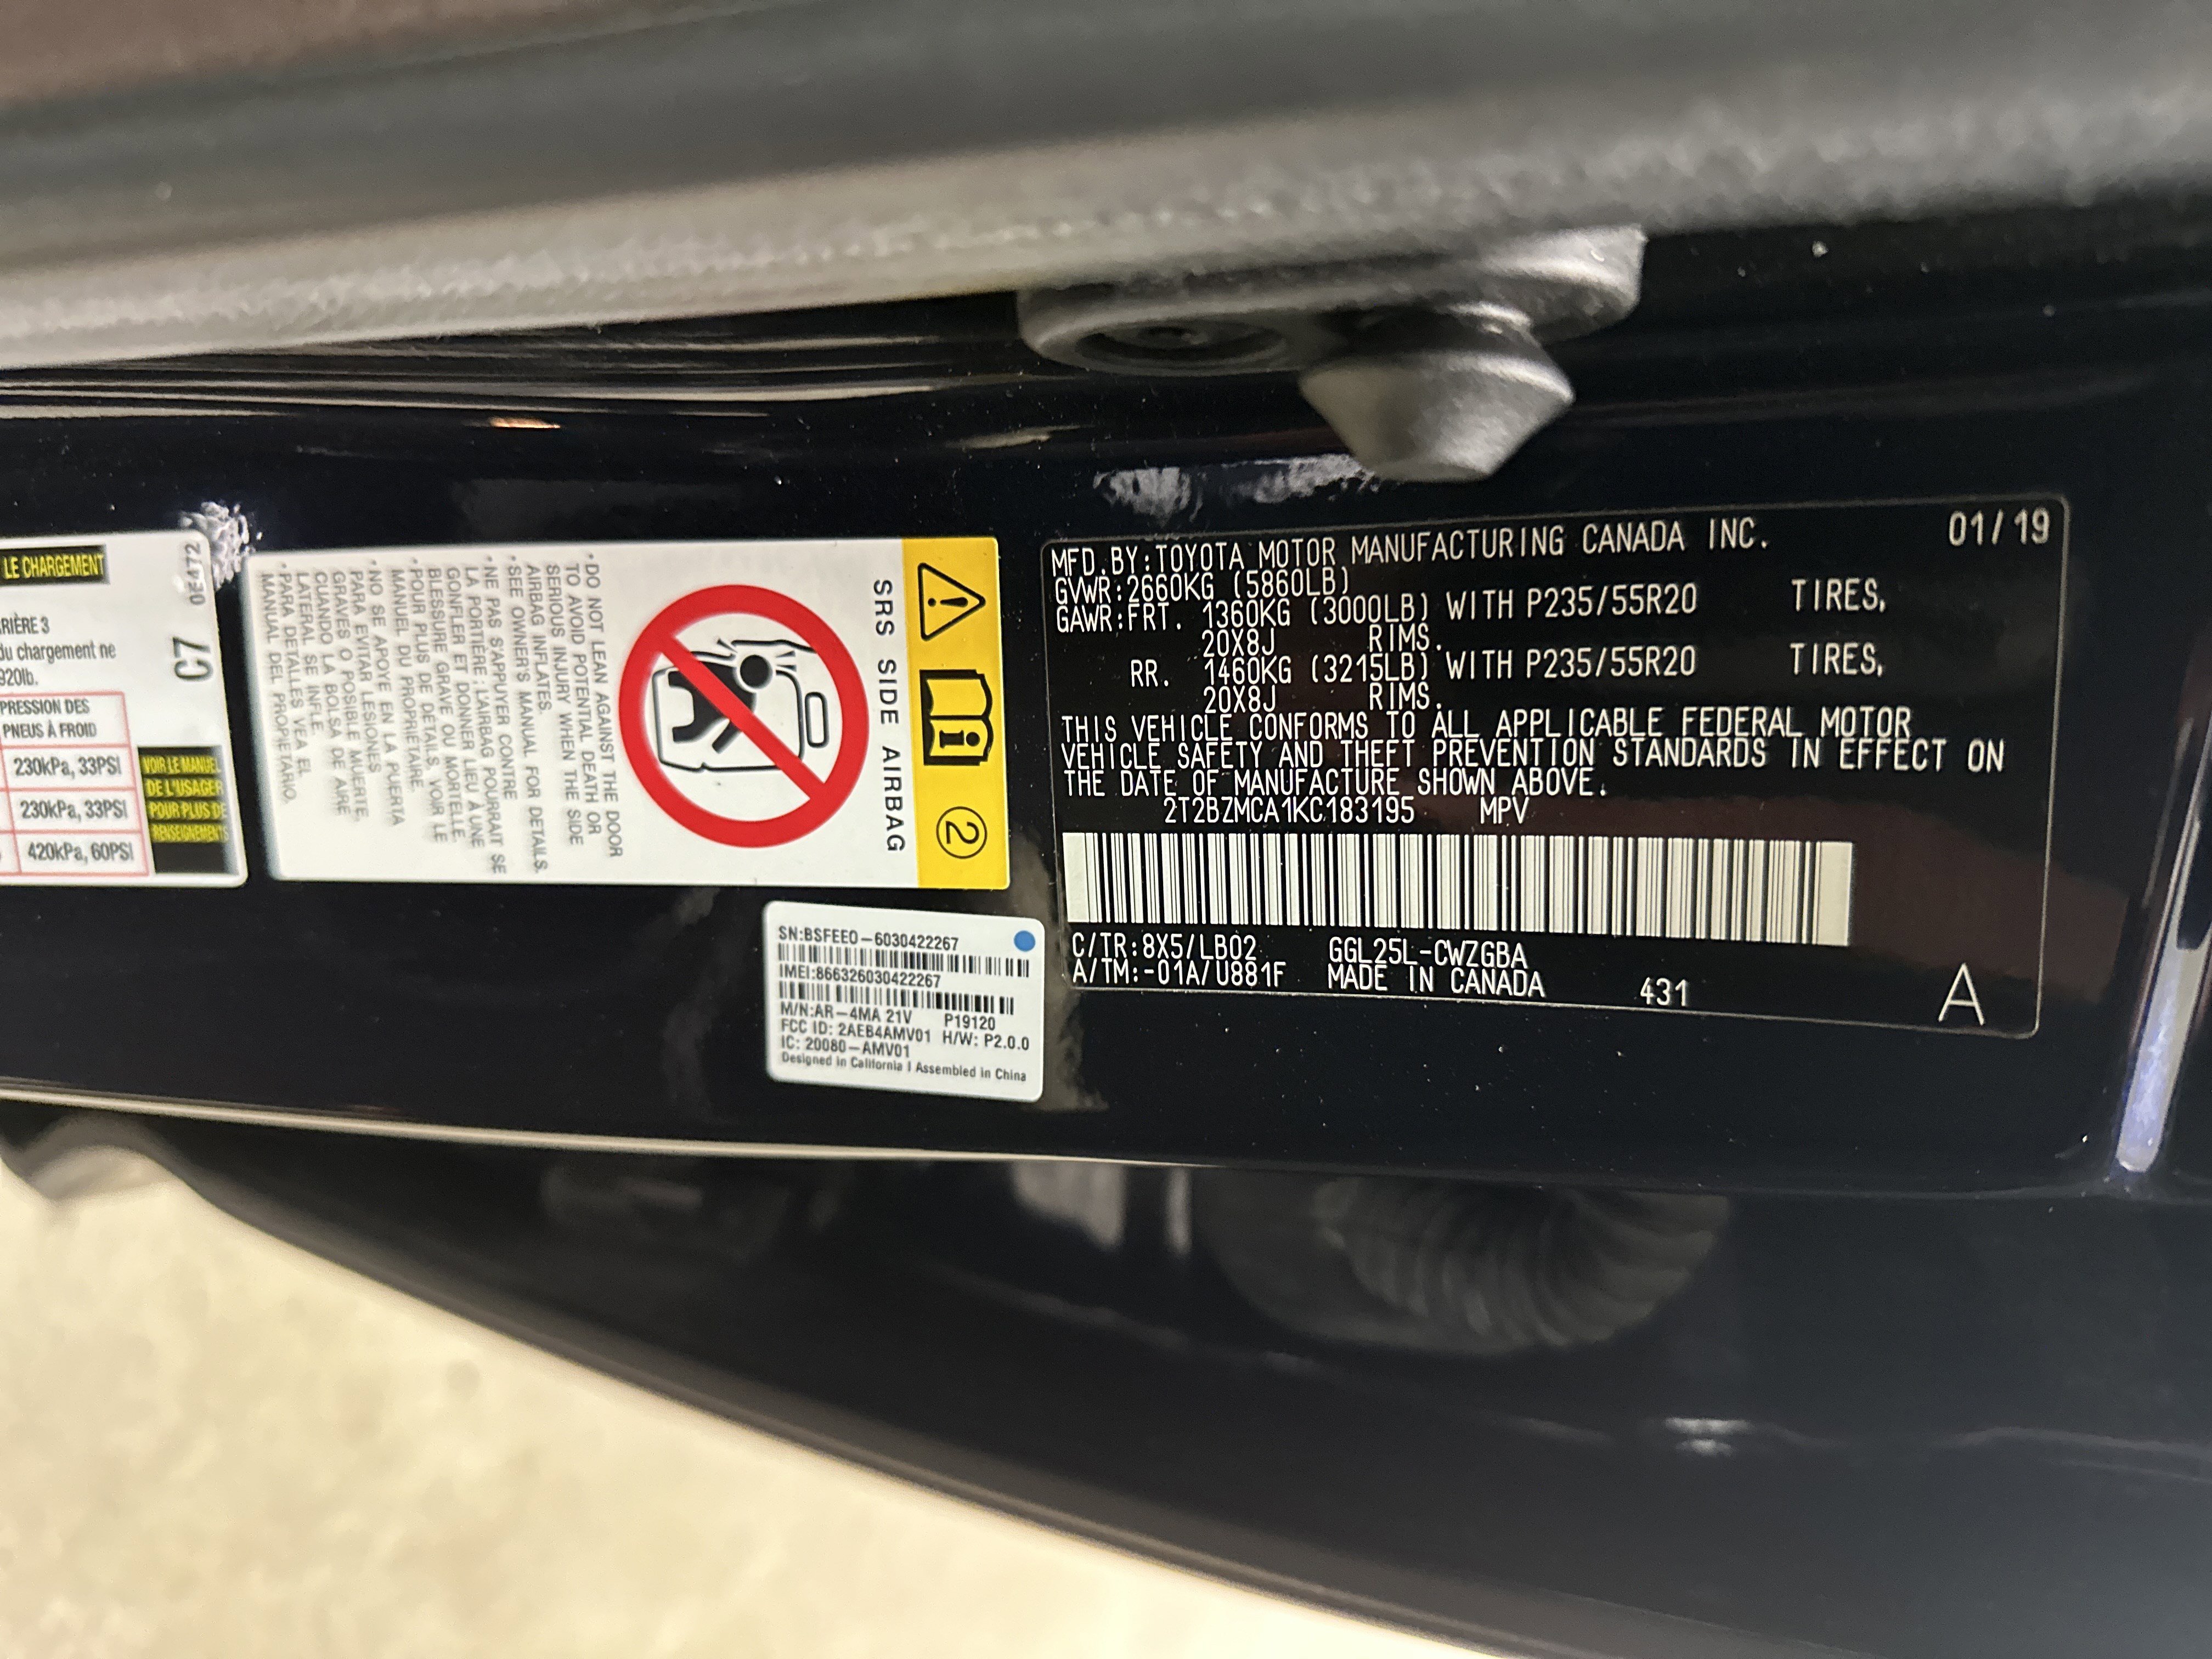 MFD.BY:TOYOTA MOTOR MANUFACTURING CANADA INC. 01/19
GVWR:2660KG (5860LB)
GAWR:FRT. 1360KG (3000LB) WITH P235/55R20 TIRES,
20X8J RIMS.
RR. 1460KG (3215LB) WITH P235/55R20 TIRES,
20X8J RIMS.
THIS VEHICLE CONFORMS TO ALL APPLICABLE FEDERAL MOTOR
VEHICLE SAFETY AND THEFT PREVENTION STANDARDS IN EFFECT ON
THE DATE OF MANUFACTURE SHOWN ABOVE.
2T2BZMCA1KC183195 MPV
C/TR:8X5/LB02 GGL25L-CWZGBA
A/TM:-01A/U881F MADE IN CANADA 431 A
SN:BSFEE0-6030422267
IMEI:866326030422267
M/N:AR-4MA 21V P19120
FCC ID: 2AEB4AMV01 H/W: P2.0.0
IC: 20080-AMV01
Designed in California | Assembled in China
2
SRS SIDE AIRBAG
•DO NOT LEAN AGAINST THE DOOR
TO AVOID POTENTIAL DEATH OR
SERIOUS INJURY WHEN THE SIDE
AIRBAG INFLATES.
•SEE OWNER'S MANUAL FOR DETAILS.
•NE PAS S'APPUYER CONTRE
LA PORTIÈRE; L'AIRBAG POURRAIT SE
GONFLER ET DONNER LIEU À UNE
BLESSURE GRAVE OU MORTELLE.
•POUR PLUS DE DETAILS, VOIR LE
MANUEL DU PROPRIETAIRE.
•NO SE APOYE EN LA PUERTA
PARA EVITAR LESIONES
GRAVES O POSIBLE MUERTE,
CUANDO LA BOLSA DE AIRE
LATERAL SE INFLE.
•PARA DETALLES VEA EL
MANUAL DEL PROPIETARIO.
LE CHARGEMENT
0E472
C7
RIÈRE 3
du chargement ne
920lb.
PRESSION DES
PNEUS À FROID
230kPa, 33PSI
230kPa, 33PSI
420kPa, 60PSI
VOIR LE MANUEL
DE L'USAGER
POUR PLUS DE
RENSEIGNEMENTS